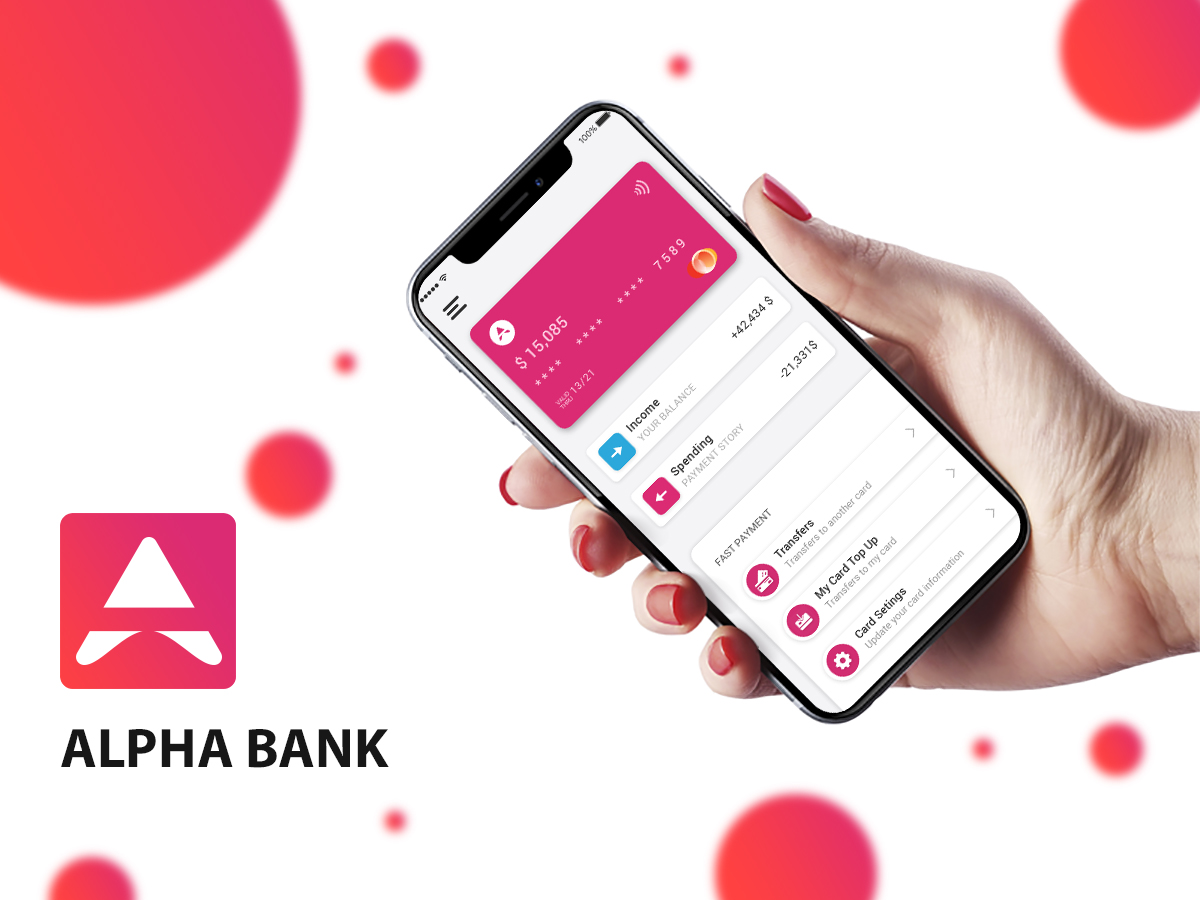 100%
$ 15,085
**** **** **** 7589
VALID THRU 13/21
Income
YOUR BALANCE
+42,434 $
Spending
PAYMENT STORY
-21,331$
FAST PAYMENT
Transfers
Transfers to another card
My Card Top Up
Transfers to my card
Card Setings
Update your card information
ALPHA BANK